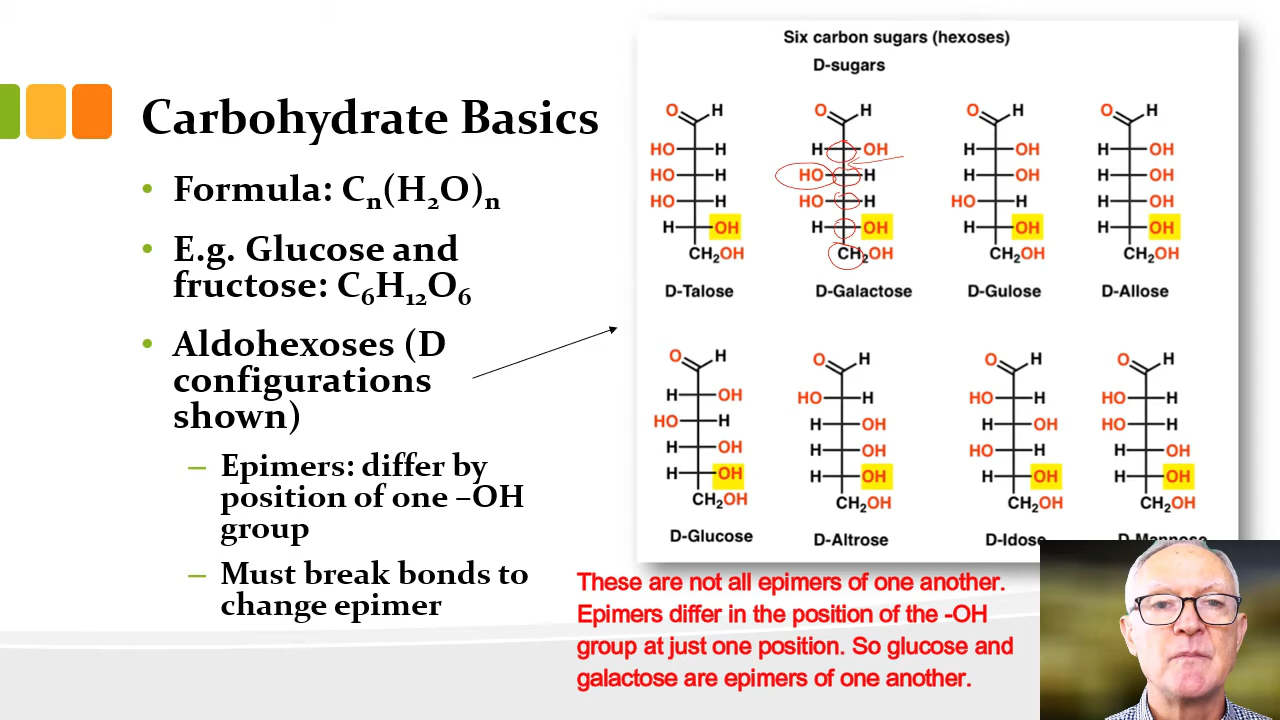 Carbohydrate Basics
• Formula: Cₙ(H₂O)ₙ
• E.g. Glucose and
fructose: C₆H₁₂O₆
• Aldohexoses (D
configurations
shown)
– Epimers: differ by
position of one –OH
group
– Must break bonds to
change epimer
Six carbon sugars (hexoses)
D-sugars
O H O H O H O H
HO H H OH H OH H OH
HO H HO H H OH H OH
HO H HO H HO H H OH
H OH H OH H OH H OH
CH₂OH CH₂OH CH₂OH CH₂OH
D-Talose D-Galactose D-Gulose D-Allose
O H O H O H O H
H OH HO H HO H HO H
HO H H OH H OH HO H
H OH H OH HO H H OH
H OH H OH H OH H OH
CH₂OH CH₂OH CH₂OH CH₂OH
D-Glucose D-Altrose D-Idose D-Mannose
These are not all epimers of one another.
Epimers differ in the position of the -OH
group at just one position. So glucose and
galactose are epimers of one another.